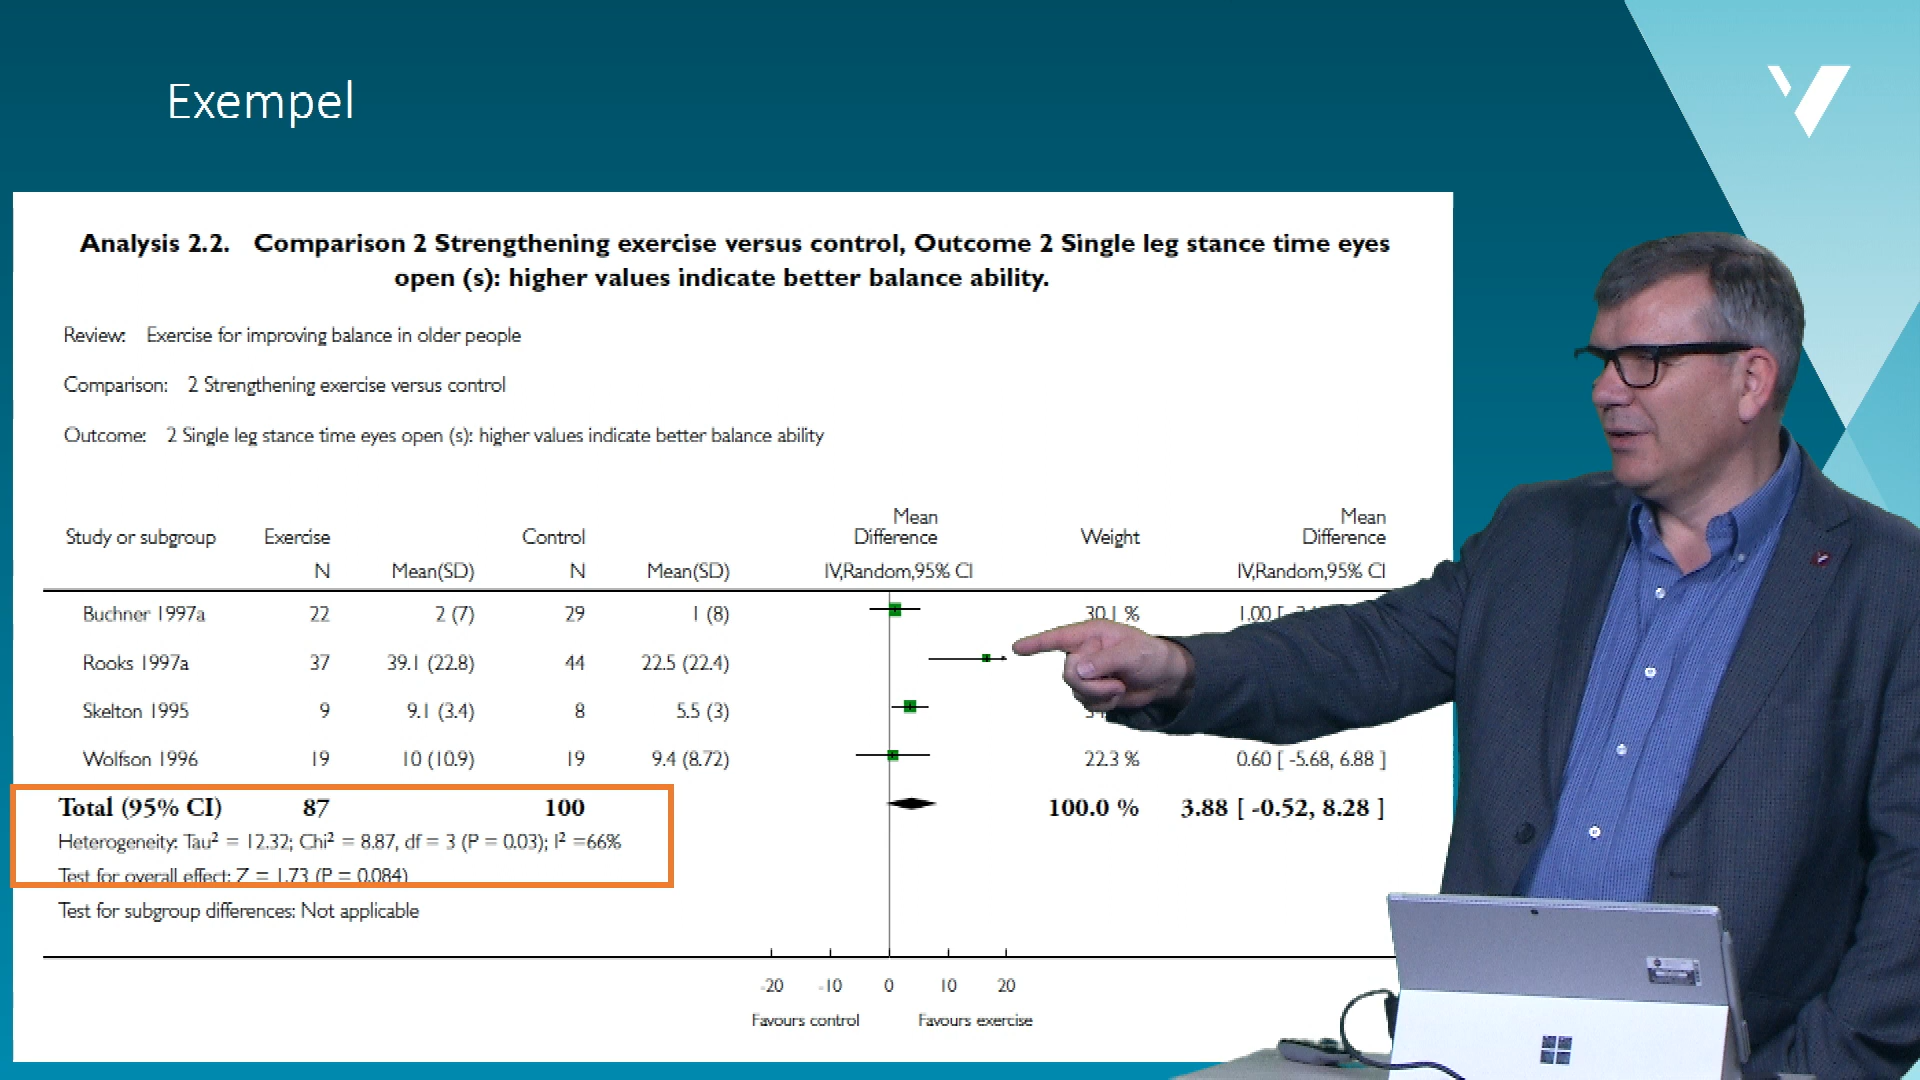 Exempel
Analysis 2.2. Comparison 2 Strengthening exercise versus control, Outcome 2 Single leg stance time eyes
open (s): higher values indicate better balance ability.
Review: Exercise for improving balance in older people
Comparison: 2 Strengthening exercise versus control
Outcome: 2 Single leg stance time eyes open (s): higher values indicate better balance ability
Mean Mean
Study or subgroup Exercise Control Difference Weight Difference
N Mean(SD) N Mean(SD) IV,Random,95% CI IV,Random,95% CI
Buchner 1997a 22 2 (7) 29 1 (8) 30.1 % 1.00 [
Rooks 1997a 37 39.1 (22.8) 44 22.5 (22.4)
Skelton 1995 9 9.1 (3.4) 8 5.5 (3)
Wolfson 1996 19 10 (10.9) 19 9.4 (8.72) 22.3 % 0.60 [ -5.68, 6.88 ]
Total (95% CI) 87 100 100.0 % 3.88 [ -0.52, 8.28 ]
Heterogeneity: Tau² = 12.32; Chi² = 8.87, df = 3 (P = 0.03); I² =66%
Test for overall effect: Z = 1.73 (P = 0.084)
Test for subgroup differences: Not applicable
-20 -10 0 10 20
Favours control Favours exercise